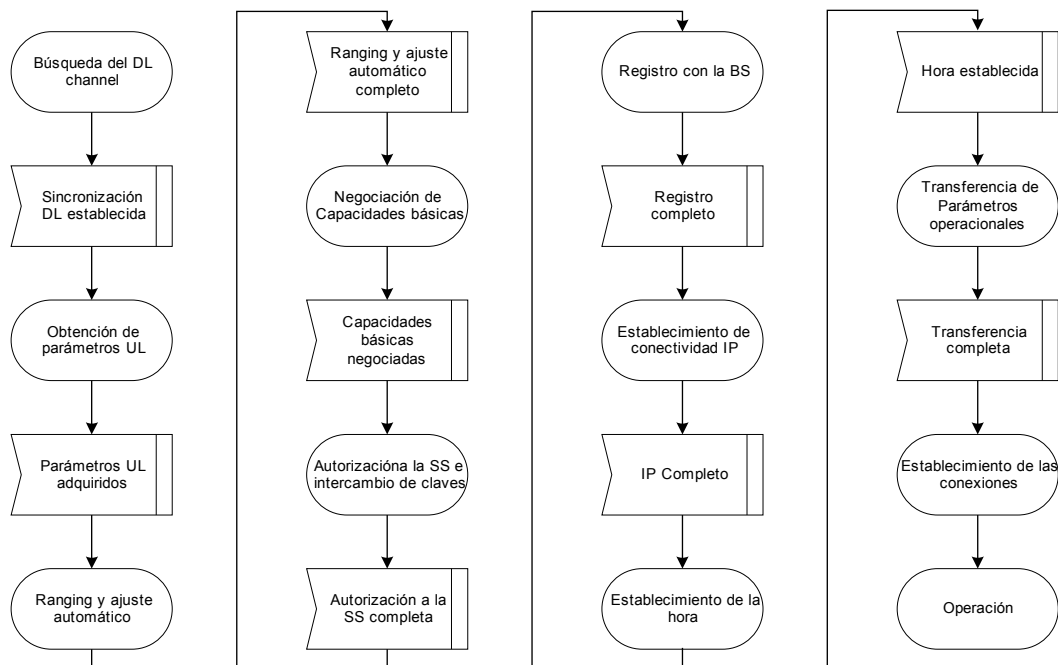 Búsqueda del DL
channel
Sincronización
DL establecida
Obtención de
parámetros UL
Parámetros UL
adquiridos
Ranging y ajuste
automático
Ranging y ajuste
automático
completo
Negociación de
Capacidades básicas
Capacidades
básicas
negociadas
Autorizacióna la SS e
intercambio de claves
Autorización a la
SS completa
Registro con la BS
Registro
completo
Establecimiento de
conectividad IP
IP Completo
Establecimiento de la
hora
Hora establecida
Transferencia de
Parámetros
operacionales
Transferencia
completa
Establecimiento de las
conexiones
Operación